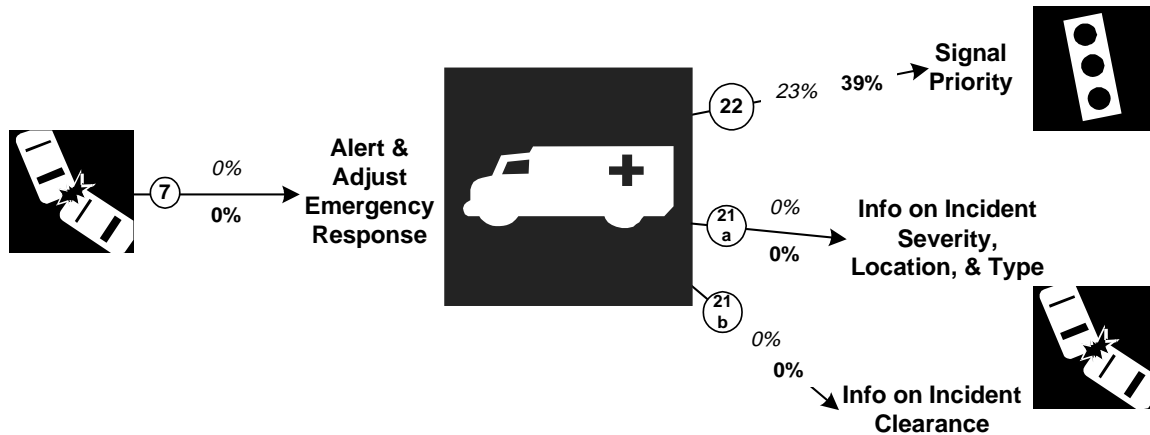 7
0%
0%
Alert &
Adjust
Emergency
Response
22
23%
39%
Signal
Priority
21
a
0%
0%
Info on Incident
Severity,
Location, & Type
21
b
0%
0%
Info on Incident
Clearance